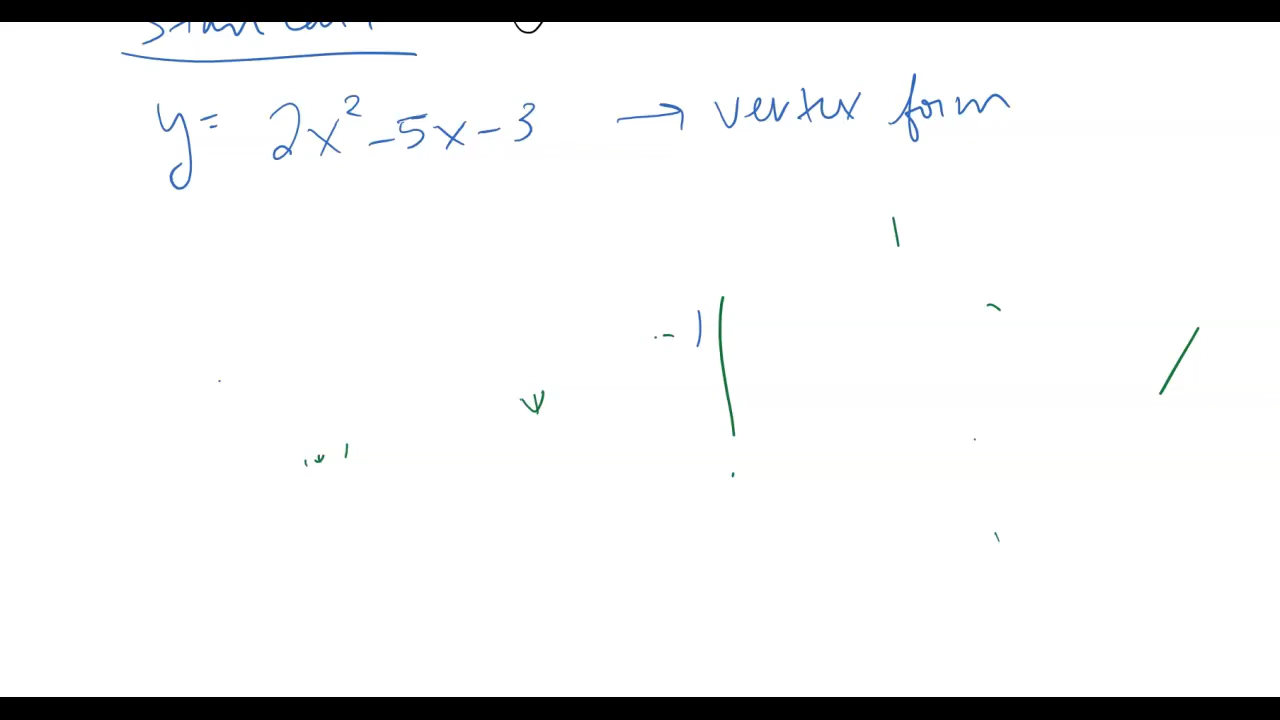 y = 2x² - 5x - 3 → vertex form